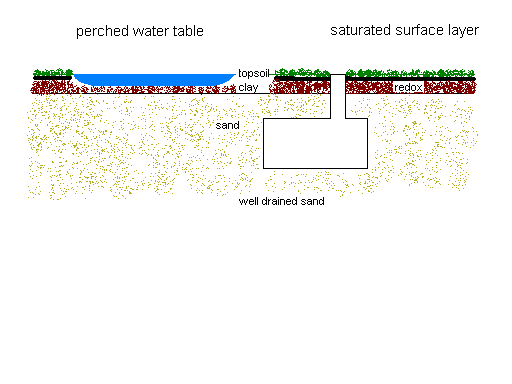 perched water table
saturated surface layer
topsoil
clay
redox
sand
well drained sand